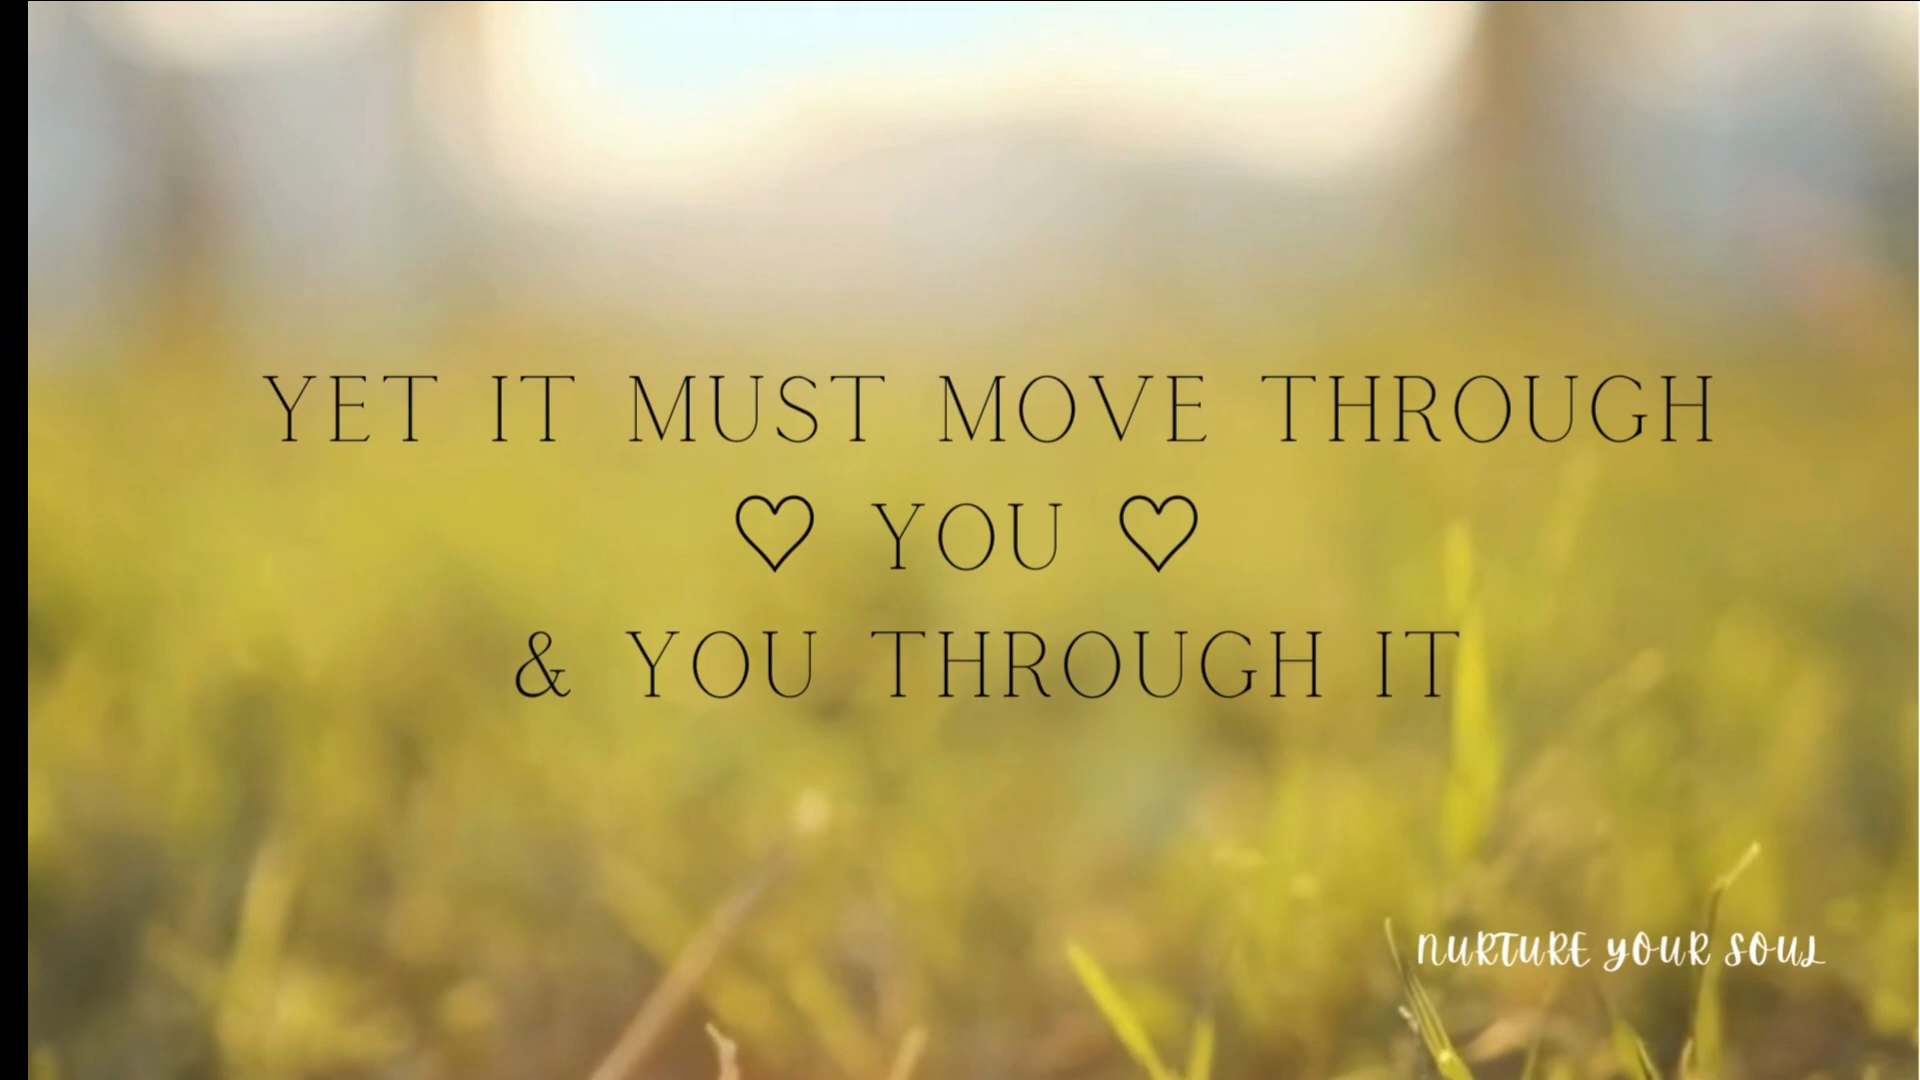 YET IT MUST MOVE THROUGH
♡ YOU ♡
& YOU THROUGH IT
NURTURE YOUR SOUL